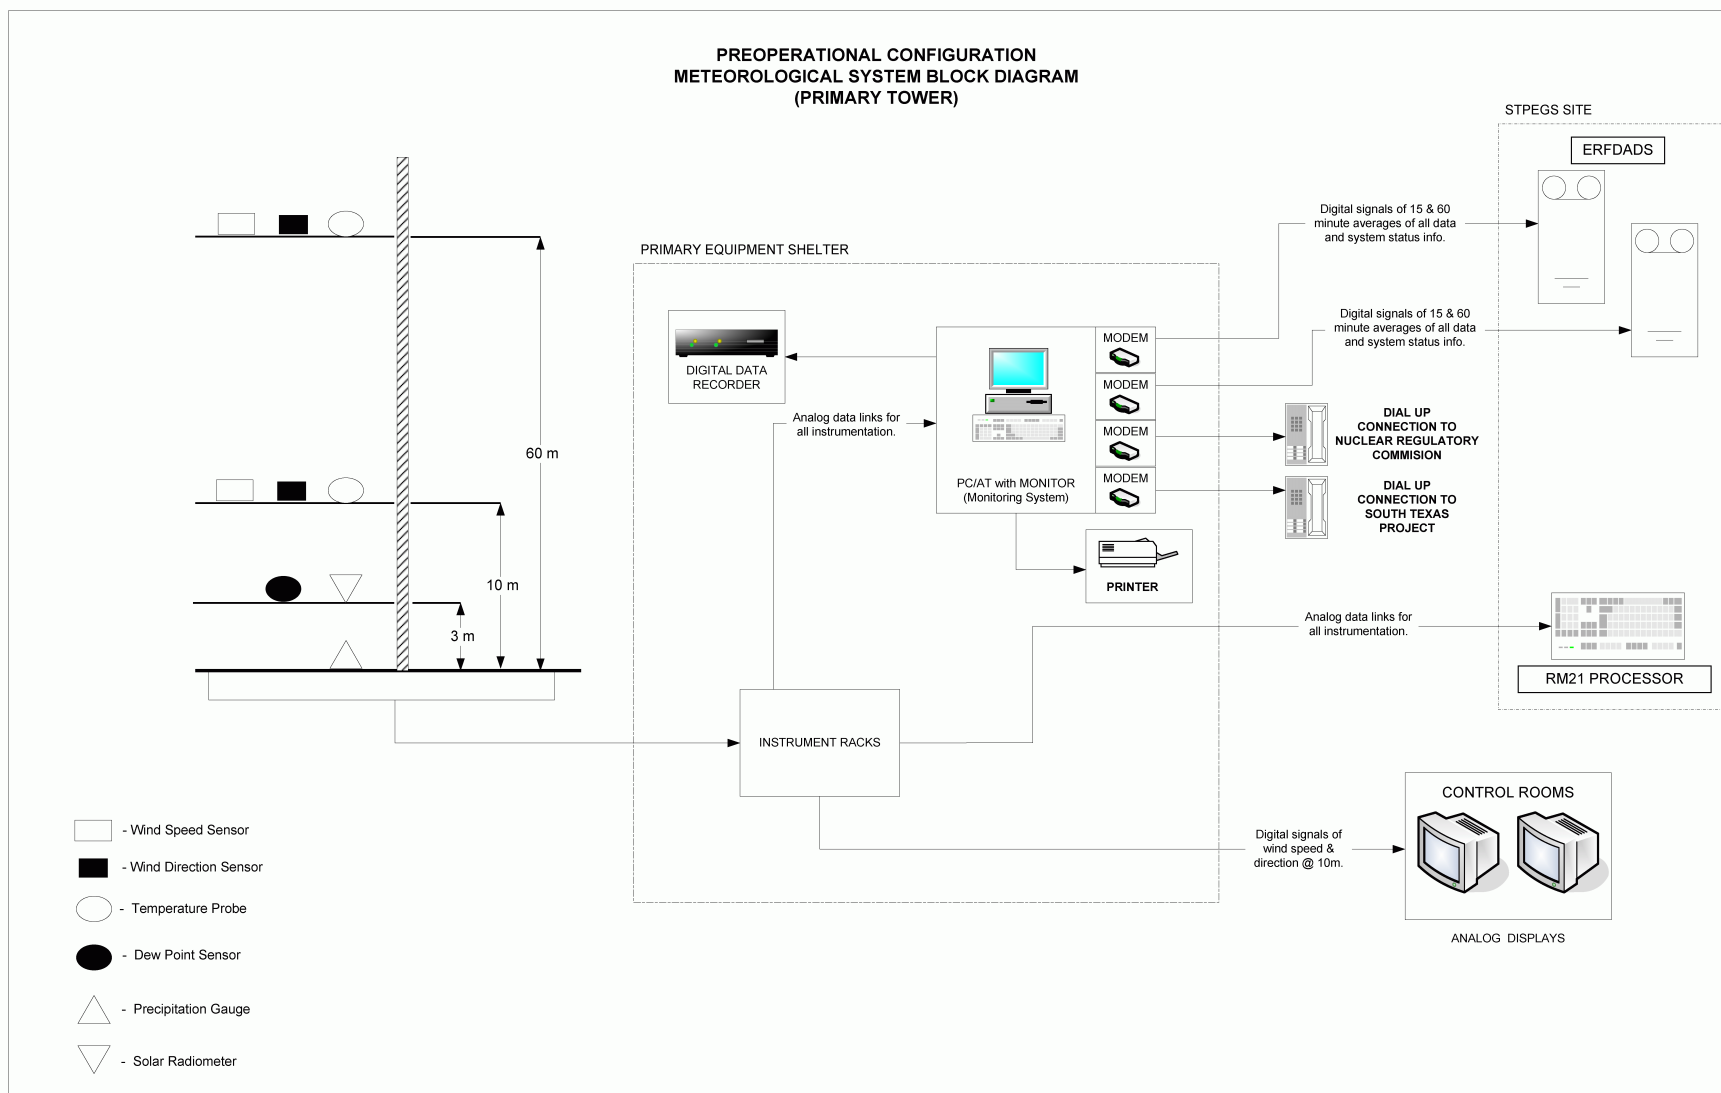 PREOPERATIONAL CONFIGURATION
METEOROLOGICAL SYSTEM BLOCK DIAGRAM
(PRIMARY TOWER)
STPEGS SITE
ERFDADS
Digital signals of 15 & 60
minute averages of all data
and system status info.
PRIMARY EQUIPMENT SHELTER
Digital signals of 15 & 60
minute averages of all data
and system status info.
MODEM
MODEM
MODEM
MODEM
DIGITAL DATA
RECORDER
Analog data links for
all instrumentation.
PC/AT with MONITOR
(Monitoring System)
DIAL UP
CONNECTION TO
NUCLEAR REGULATORY
COMMISION
DIAL UP
CONNECTION TO
SOUTH TEXAS
PROJECT
60 m
10 m
3 m
PRINTER
Analog data links for
all instrumentation.
RM21 PROCESSOR
INSTRUMENT RACKS
CONTROL ROOMS
Digital signals of
wind speed &
direction @ 10m.
ANALOG DISPLAYS
- Wind Speed Sensor
- Wind Direction Sensor
- Temperature Probe
- Dew Point Sensor
- Precipitation Gauge
- Solar Radiometer